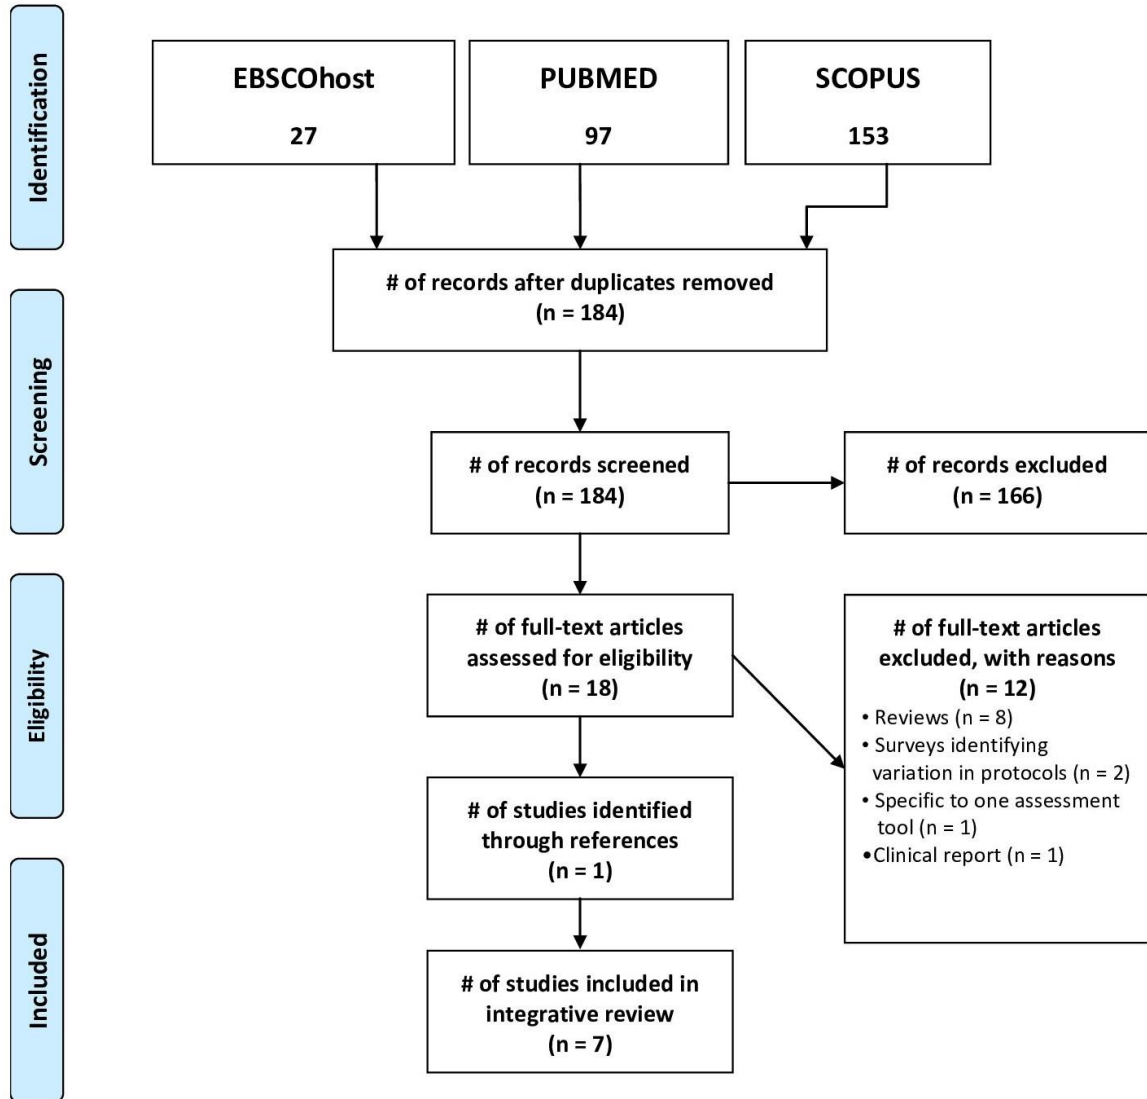 Identification
EBSCOhost
27
PUBMED
97
SCOPUS
153
# of records after duplicates removed
(n = 184)
Screening
# of records screened
(n = 184)
# of records excluded
(n = 166)
Eligibility
# of full-text articles
assessed for eligibility
(n = 18)
# of full-text articles
excluded, with reasons
(n = 12)
• Reviews (n = 8)
• Surveys identifying
variation in protocols (n = 2)
• Specific to one assessment
tool (n = 1)
•Clinical report (n = 1)
# of studies identified
through references
(n = 1)
Included
# of studies included in
integrative review
(n = 7)